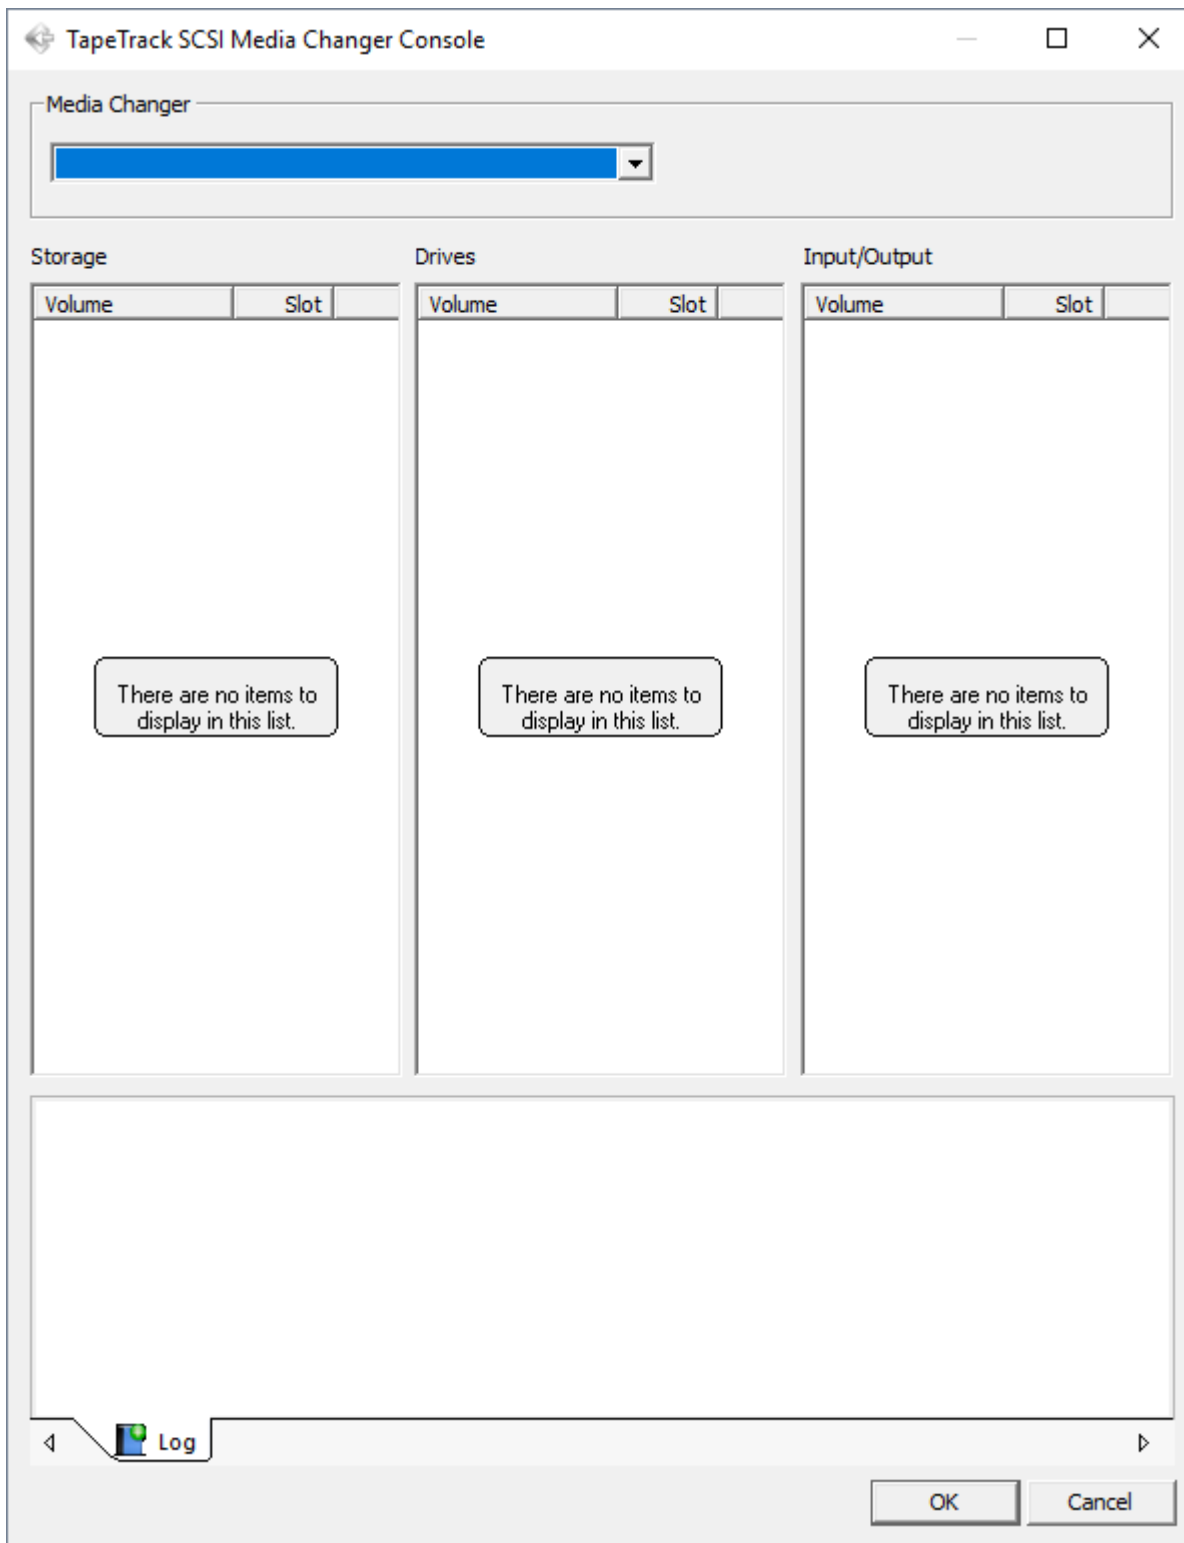 TapeTrack SCSI Media Changer Console
Media Changer
Storage
Drives
Input/Output
Volume Slot
Volume Slot
Volume Slot
There are no items to
display in this list.
There are no items to
display in this list.
There are no items to
display in this list.
Log
OK
Cancel